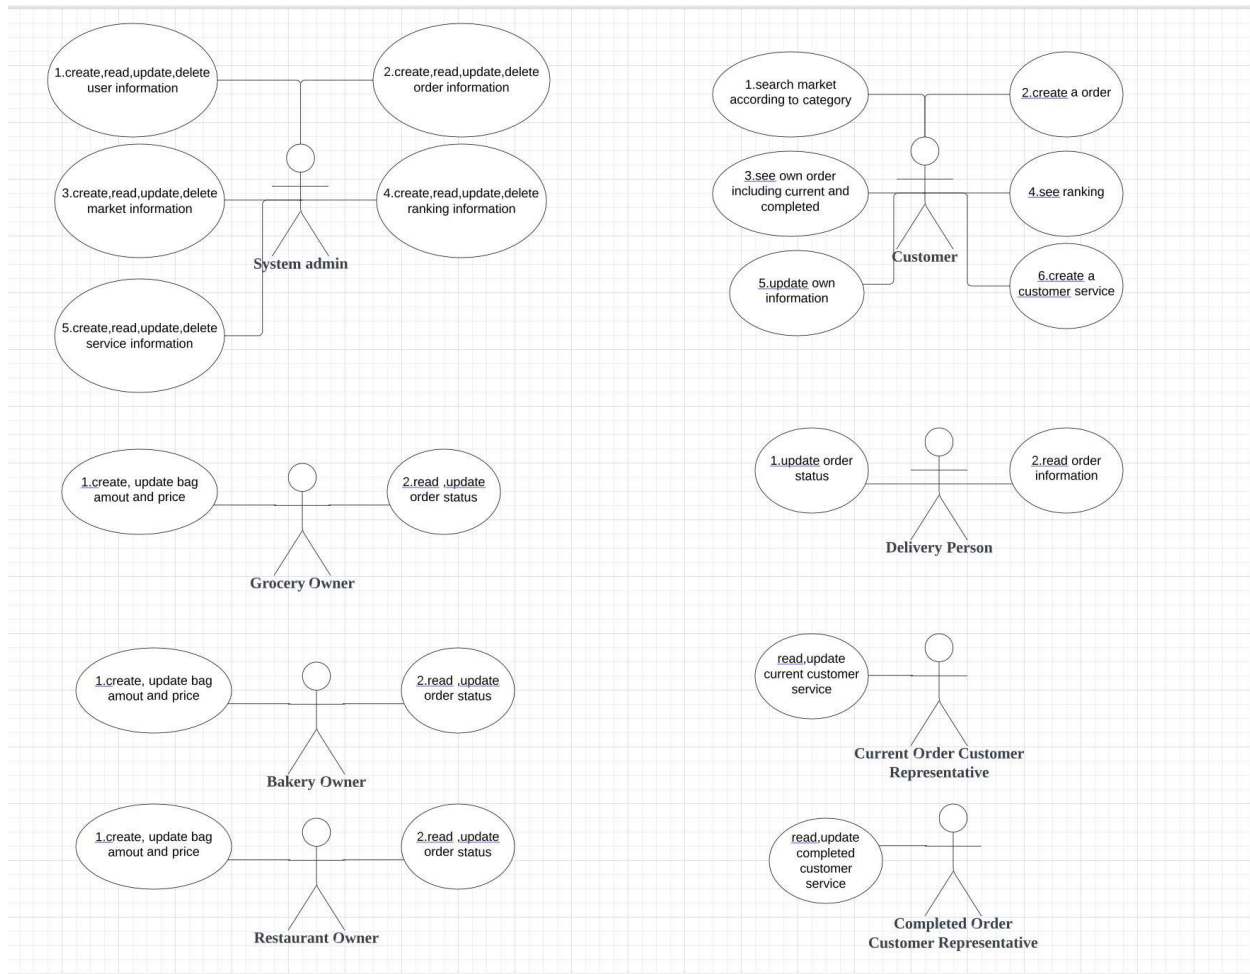 1.create,read,update,delete
user information
2.create,read,update,delete
order information
3.create,read,update,delete
market information
4.create,read,update,delete
ranking information
System admin
5.create,read,update,delete
service information
1.search market
according to category
2.create a order
3.see own order
including current and
completed
4.see ranking
Customer
5.update own
information
6.create a
customer service
1.create, update bag
amout and price
2.read ,update
order status
Grocery Owner
1.update order
status
2.read order
information
Delivery Person
1.create, update bag
amout and price
2.read ,update
order status
Bakery Owner
read,update
current customer
service
Current Order Customer
Representative
1.create, update bag
amout and price
2.read ,update
order status
Restaurant Owner
read,update
completed
customer
service
Completed Order
Customer Representative